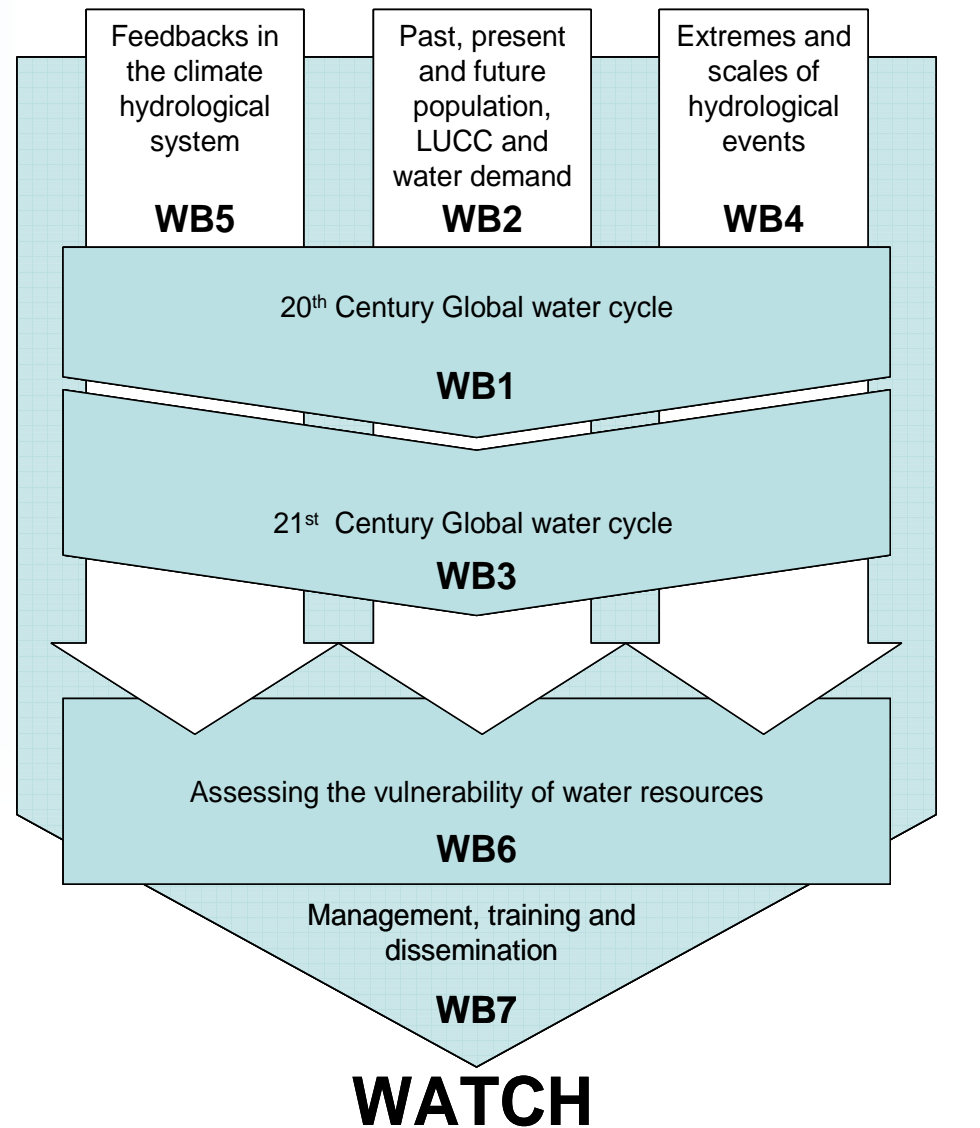 Feedbacks in
the climate
hydrological
system
WB5
Past, present
and future
population,
LUCC and
water demand
WB2
Extremes and
scales of
hydrological
events
WB4
20th Century Global water cycle
WB1
21st Century Global water cycle
WB3
Assessing the vulnerability of water resources
WB6
Management, training and
dissemination
WB7
WATCH